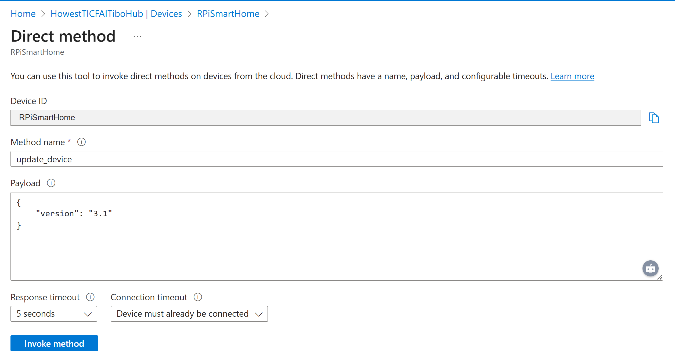 Home > HowestTICFAITiboHub | Devices > RPiSmartHome >
Direct method ...
RPiSmartHome
You can use this tool to invoke direct methods on devices from the cloud. Direct methods have a name, payload, and configurable timeouts. Learn more
Device ID
RPiSmartHome
Method name *
update_device
Payload
{
"version": "3.1"
}
Response timeout Connection timeout
5 seconds Device must already be connected
Invoke method